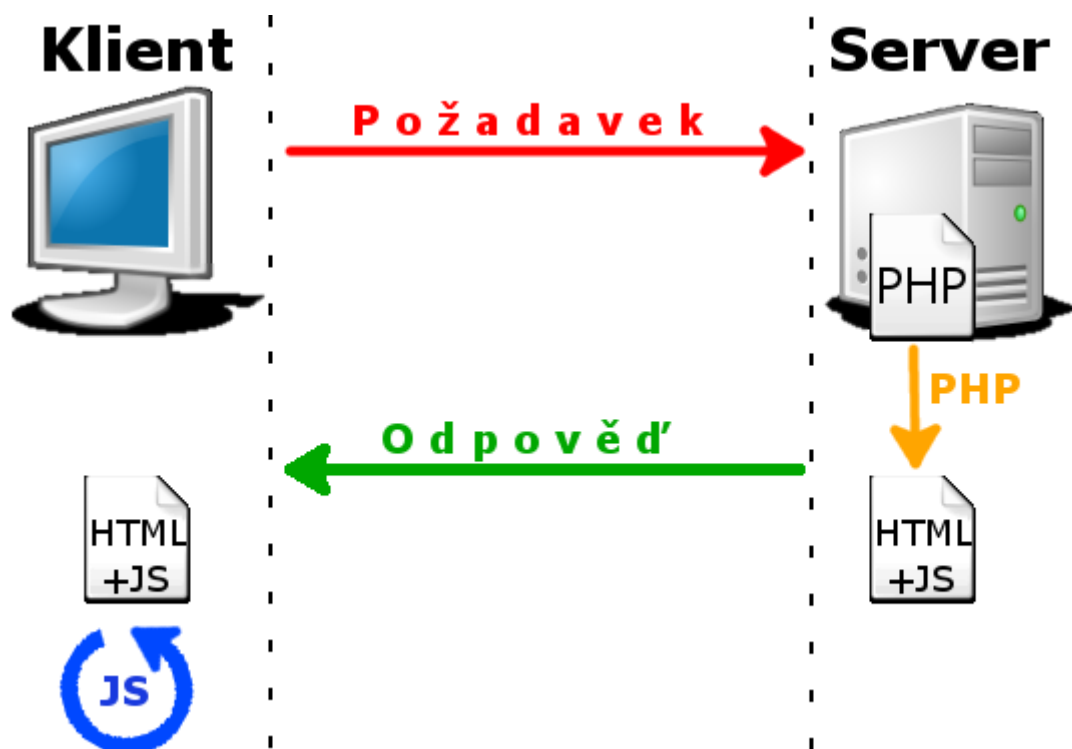 Klient
Server
Požadavek
PHP
PHP
Odpověď
HTML
+JS
HTML
+JS
JS